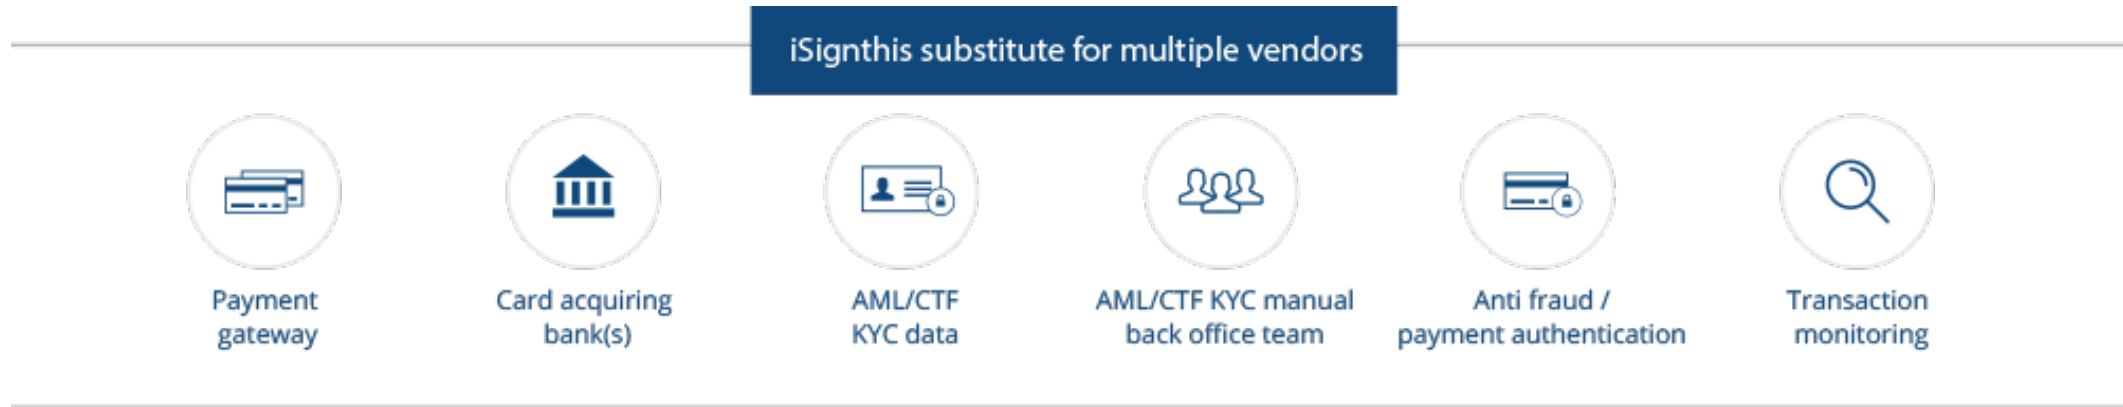 iSignthis substitute for multiple vendors
Payment
gateway
Card acquiring
bank(s)
AML/CTF
KYC data
AML/CTF KYC manual
back office team
Anti fraud /
payment authentication
Transaction
monitoring